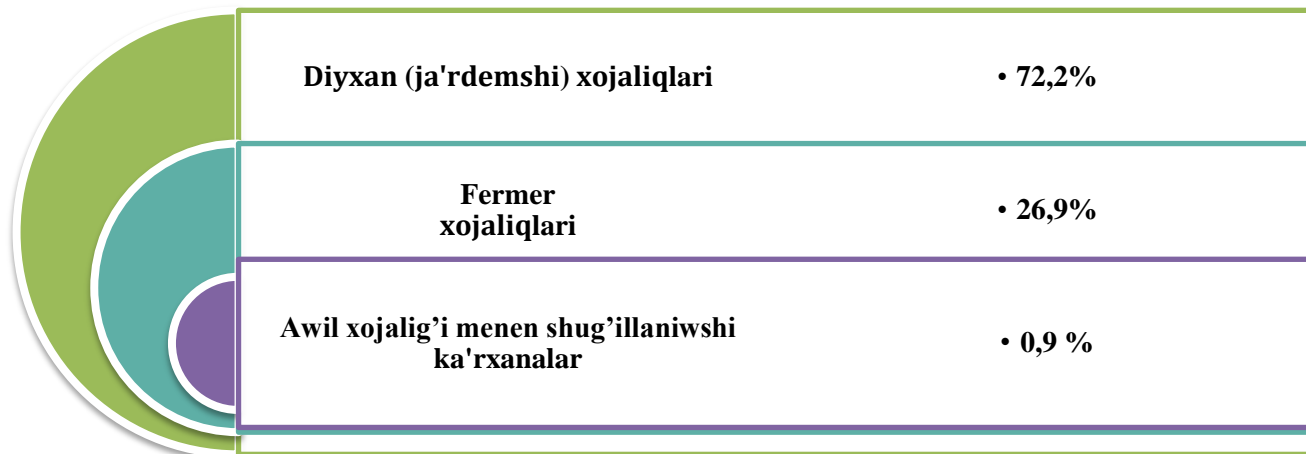 Diyxan (ja'rdemshi) xojaliqlari
• 72,2%
Fermer
xojaliqlari
• 26,9%
Awil xojalig’i menen shug’illaniwshi
ka'rxanalar
• 0,9 %